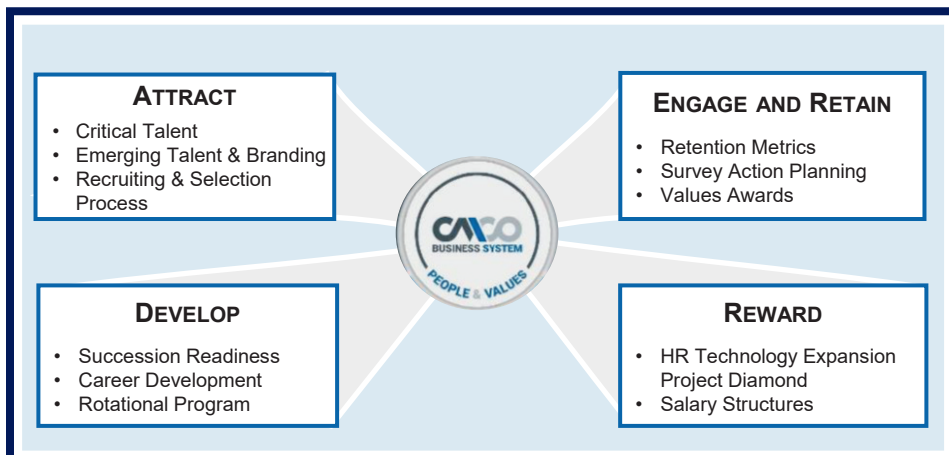 ATTRACT
• Critical Talent
• Emerging Talent & Branding
• Recruiting & Selection
Process
ENGAGE AND RETAIN
• Retention Metrics
• Survey Action Planning
• Values Awards
CMCO
BUSINESS SYSTEM
PEOPLE & VALUES
DEVELOP
• Succession Readiness
• Career Development
• Rotational Program
REWARD
• HR Technology Expansion
Project Diamond
• Salary Structures